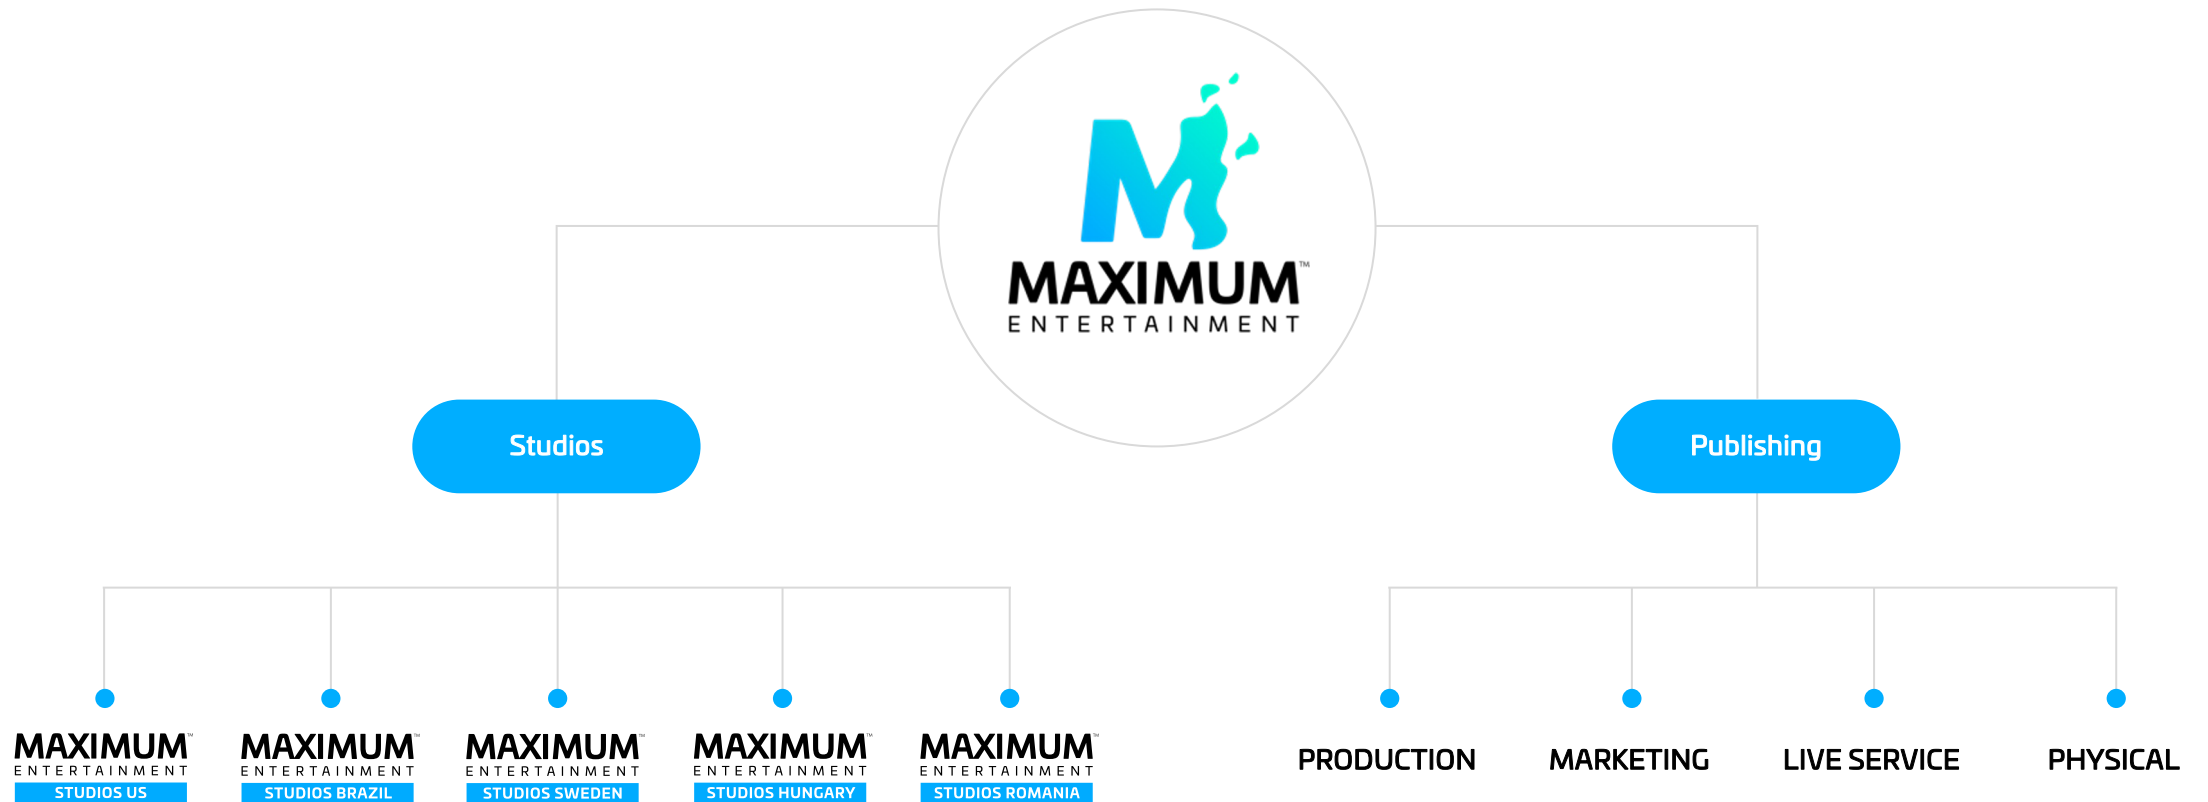 M
MAXIMUM™
ENTERTAINMENT
Studios
Publishing
MAXIMUM™
ENTERTAINMENT
STUDIOS US
MAXIMUM™
ENTERTAINMENT
STUDIOS BRAZIL
MAXIMUM™
ENTERTAINMENT
STUDIOS SWEDEN
MAXIMUM™
ENTERTAINMENT
STUDIOS HUNGARY
MAXIMUM™
ENTERTAINMENT
STUDIOS ROMANIA
PRODUCTION
MARKETING
LIVE SERVICE
PHYSICAL